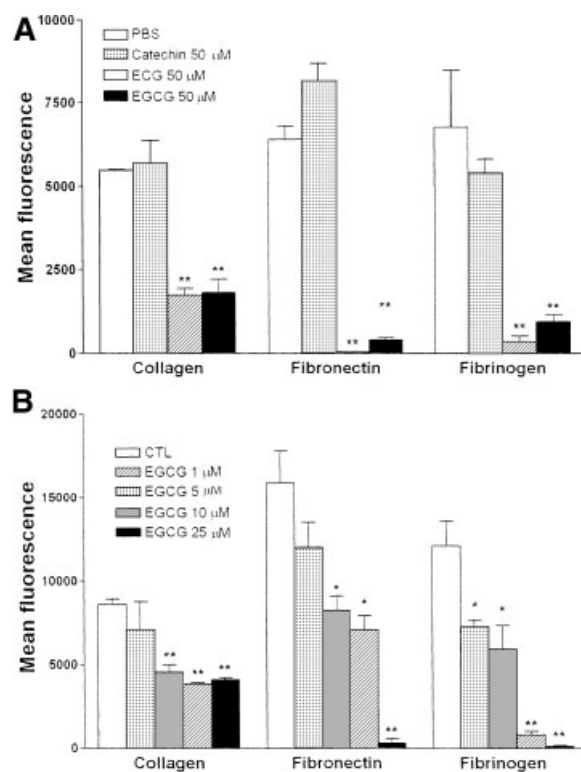 A
10000
7500
5000
2500
0
Mean fluorescence
PBS
Catechin 50 μM
ECG 50 μM
EGCG 50 μM
** **
** **
** **
Collagen Fibronectin Fibrinogen
B
20000
15000
10000
5000
0
Mean fluorescence
CTL
EGCG 1 μM
EGCG 5 μM
EGCG 10 μM
EGCG 25 μM
** ** **
* * **
* * ** **
Collagen Fibronectin Fibrinogen